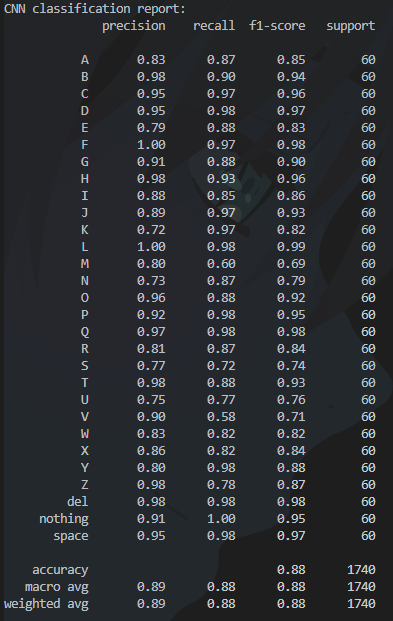 CNN classification report:
precision recall f1-score support
A 0.83 0.87 0.85 60
B 0.98 0.90 0.94 60
C 0.95 0.97 0.96 60
D 0.95 0.98 0.97 60
E 0.79 0.88 0.83 60
F 1.00 0.97 0.98 60
G 0.91 0.88 0.90 60
H 0.98 0.93 0.96 60
I 0.88 0.85 0.86 60
J 0.89 0.97 0.93 60
K 0.72 0.97 0.82 60
L 1.00 0.98 0.99 60
M 0.80 0.60 0.69 60
N 0.73 0.87 0.79 60
O 0.96 0.88 0.92 60
P 0.92 0.98 0.95 60
Q 0.97 0.98 0.98 60
R 0.81 0.87 0.84 60
S 0.77 0.72 0.74 60
T 0.98 0.88 0.93 60
U 0.75 0.77 0.76 60
V 0.90 0.58 0.71 60
W 0.83 0.82 0.82 60
X 0.86 0.82 0.84 60
Y 0.80 0.98 0.88 60
Z 0.98 0.78 0.87 60
del 0.98 0.98 0.98 60
nothing 0.91 1.00 0.95 60
space 0.95 0.98 0.97 60
accuracy 0.88 1740
macro avg 0.89 0.88 0.88 1740
weighted avg 0.89 0.88 0.88 1740